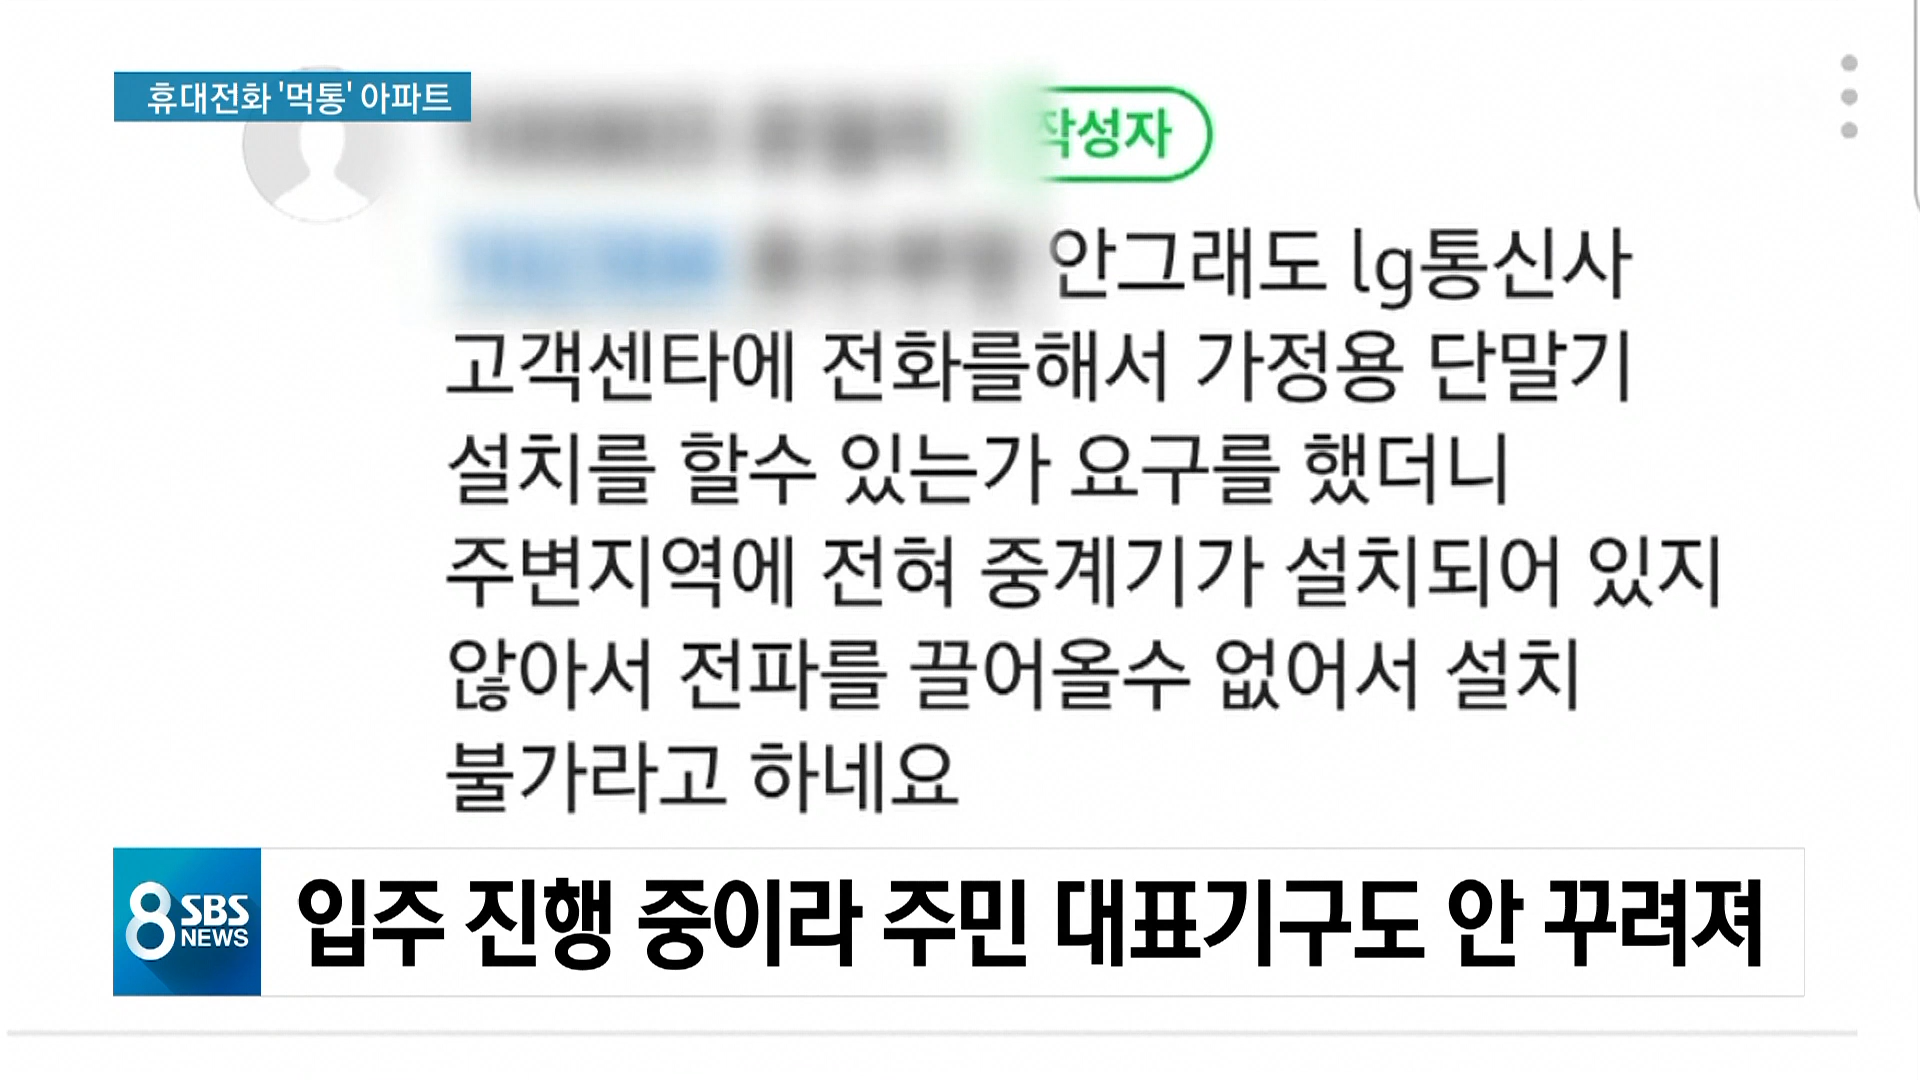 휴대전화 '먹통' 아파트
작성자
안그래도 lg통신사
고객센타에 전화를해서 가정용 단말기
설치를 할수 있는가 요구를 했더니
주변지역에 전혀 중계기가 설치되어 있지
않아서 전파를 끌어올수 없어서 설치
불가라고 하네요
8 SBS NEWS
입주 진행 중이라 주민 대표기구도 안 꾸려져